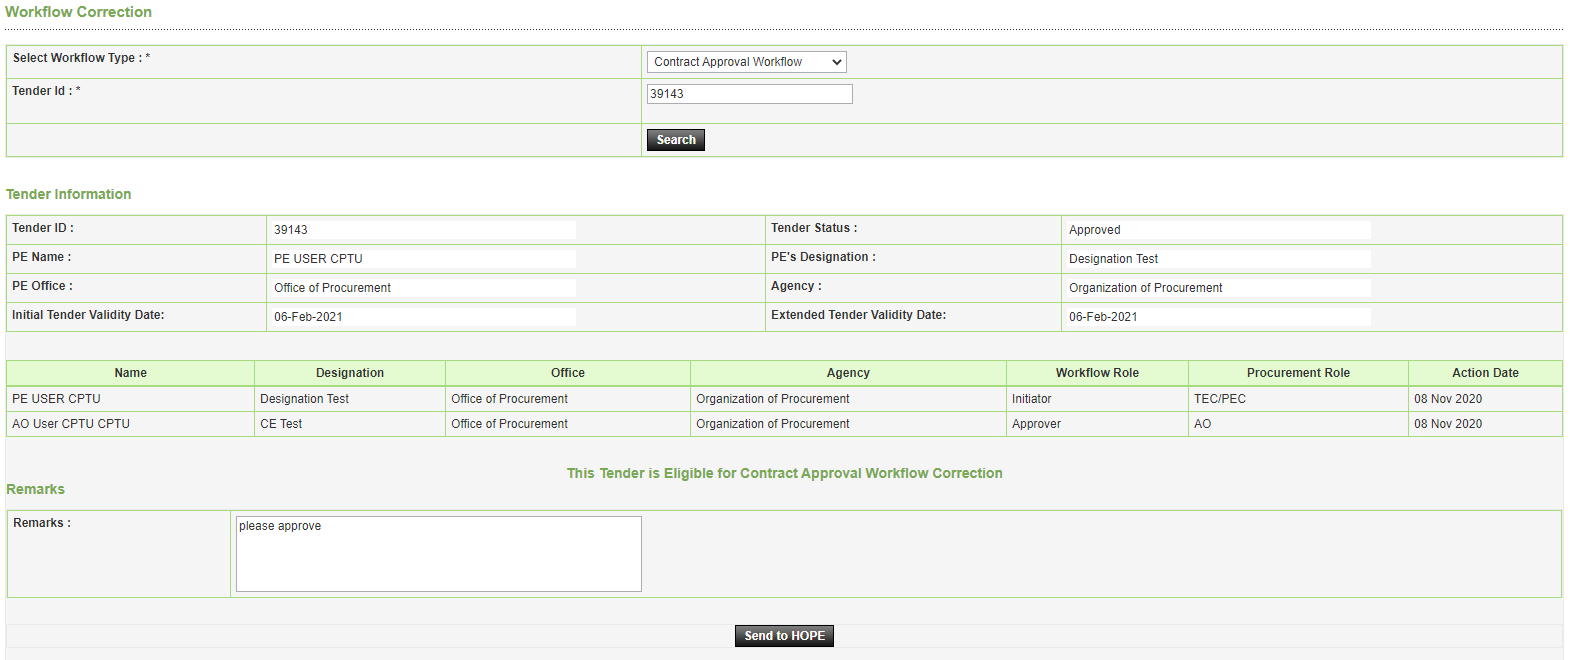 Workflow Correction
Select Workflow Type : *
Contract Approval Workflow
Tender Id : *
39143
Search
Tender Information
Tender ID : 39143 Tender Status : Approved
PE Name : PE USER CPTU PE's Designation : Designation Test
PE Office : Office of Procurement Agency : Organization of Procurement
Initial Tender Validity Date: 06-Feb-2021 Extended Tender Validity Date: 06-Feb-2021
Name Designation Office Agency Workflow Role Procurement Role Action Date
PE USER CPTU Designation Test Office of Procurement Organization of Procurement Initiator TEC/PEC 08 Nov 2020
AO User CPTU CPTU CE Test Office of Procurement Organization of Procurement Approver AO 08 Nov 2020
This Tender is Eligible for Contract Approval Workflow Correction
Remarks
Remarks : please approve
Send to HOPE